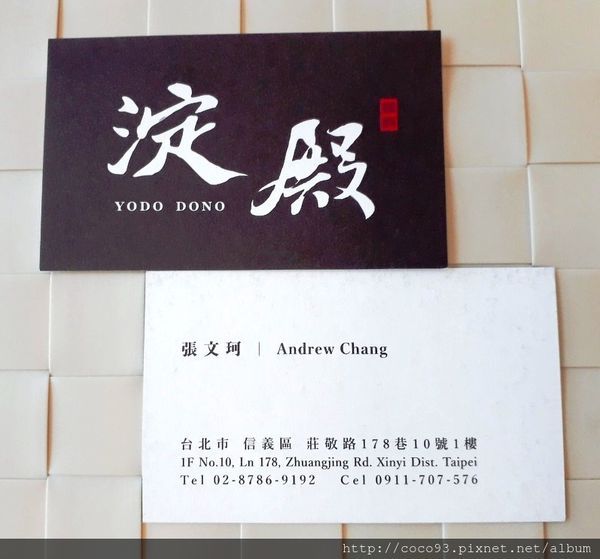 淀殿
YODO DONO
張文珂 | Andrew Chang
台北市 信義區 莊敬路178巷10號1樓
1F No.10, Ln 178, Zhuangjing Rd. Xinyi Dist. Taipei
Tel 02-8786-9192 Cel 0911-707-576
http://coco93.pixnet.net/album